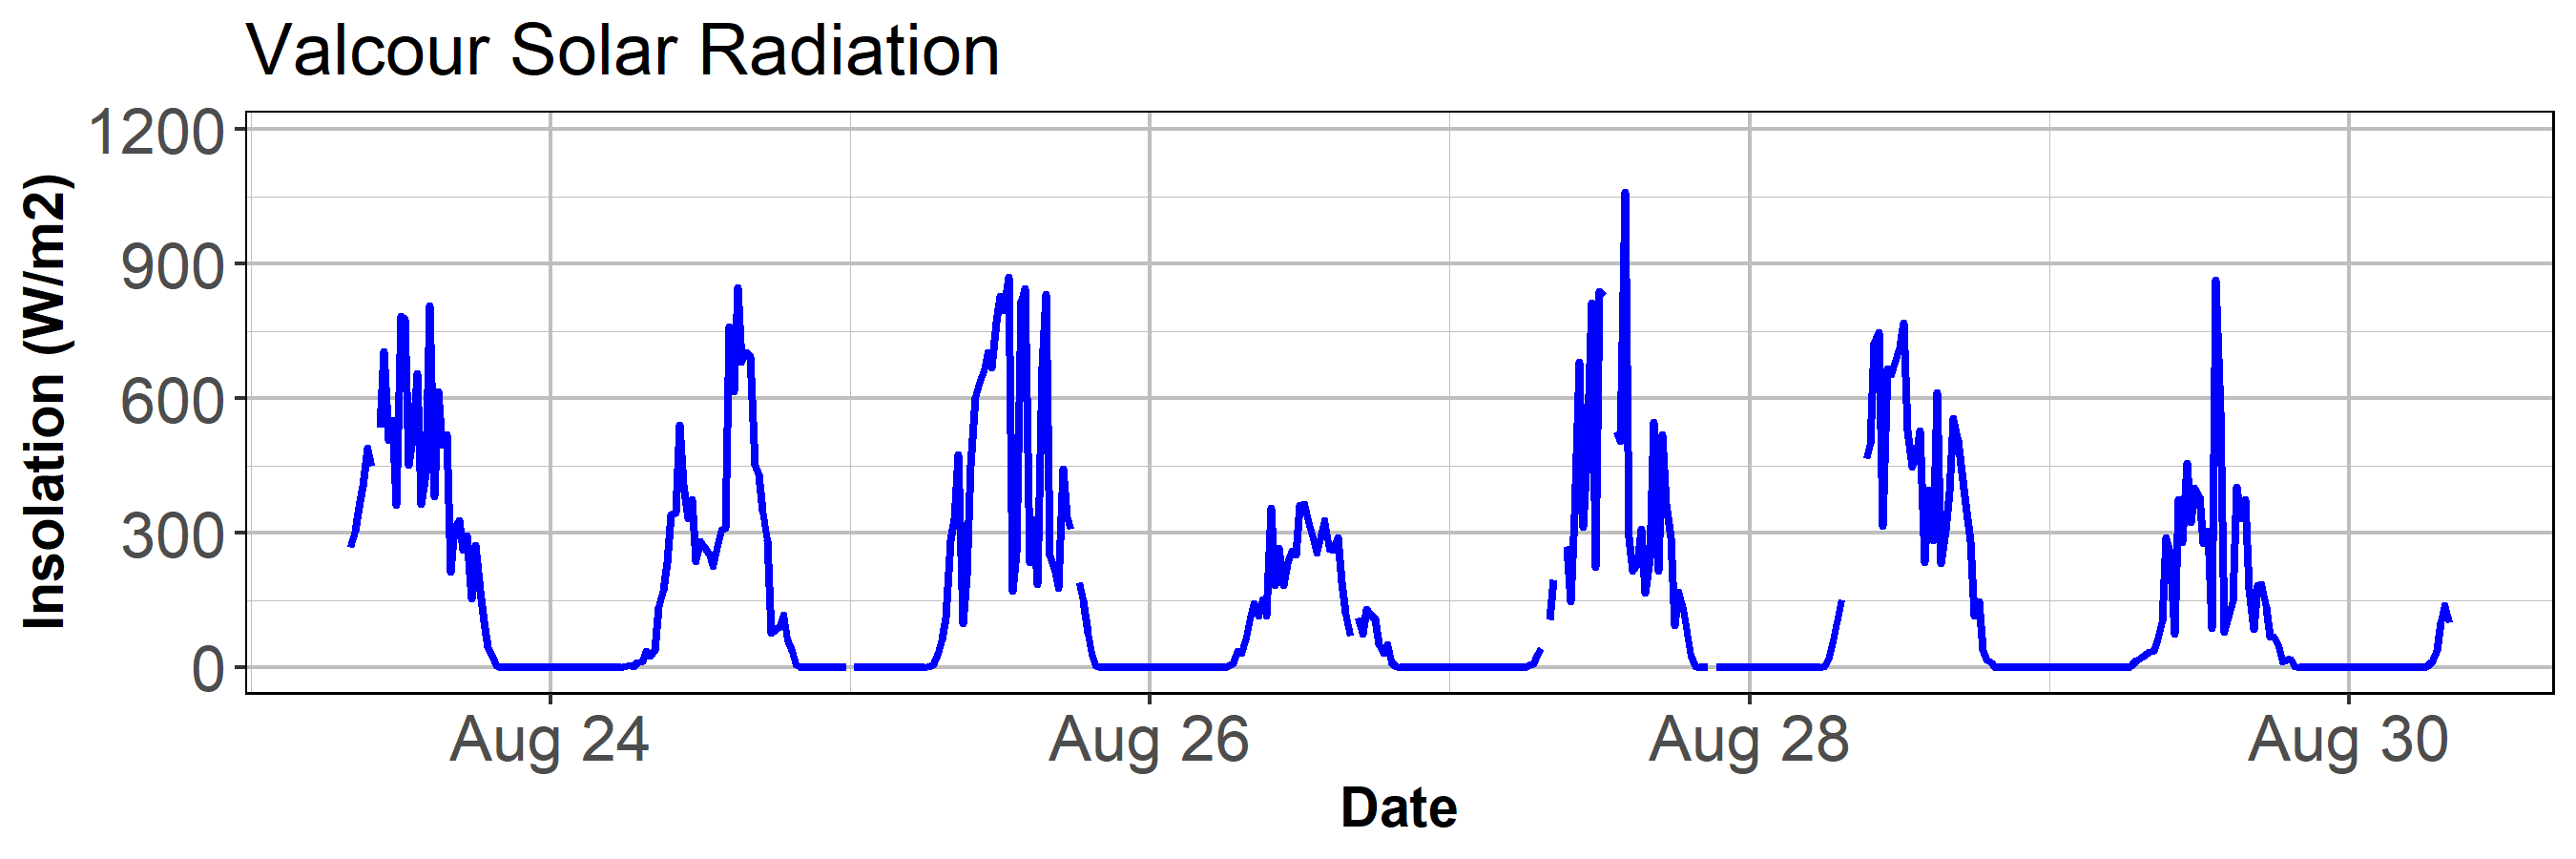 Valcour Solar Radiation
1200
900
600
300
0
Insolation (W/m2)
Aug 24
Aug 26
Aug 28
Aug 30
Date